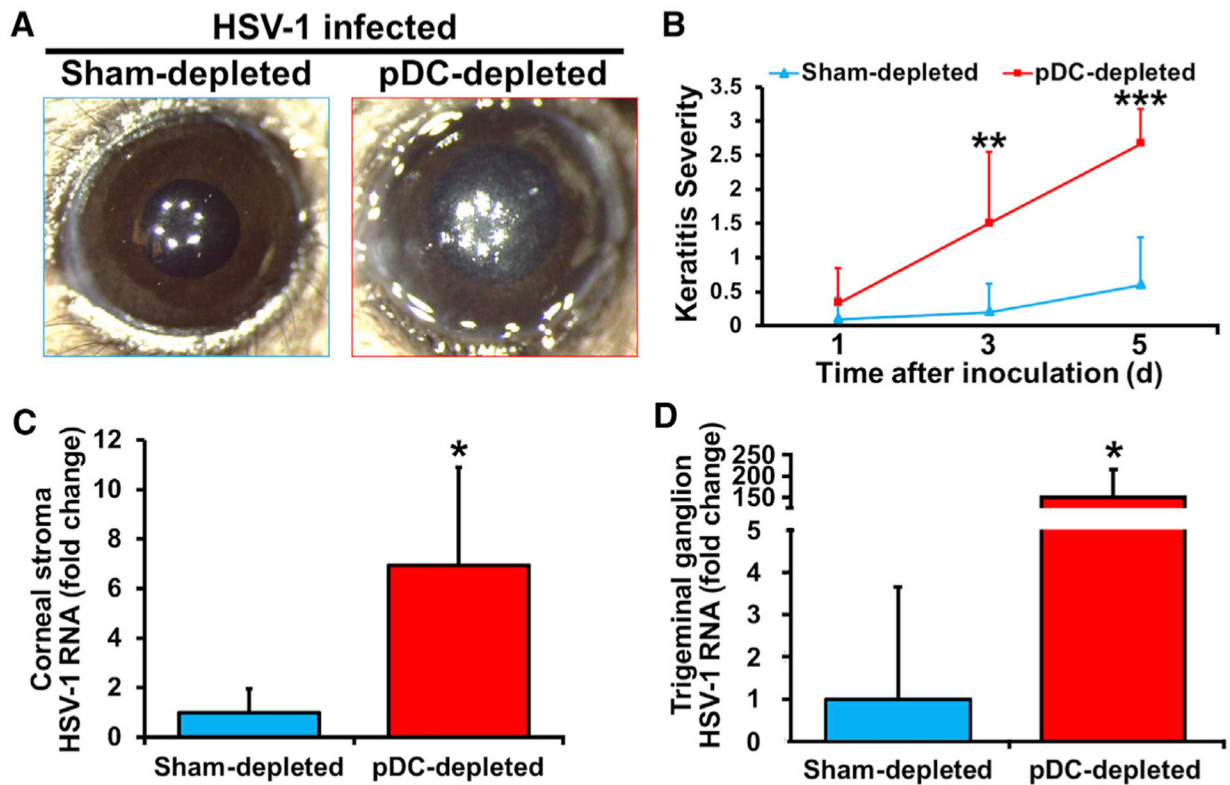 A
HSV-1 infected
Sham-depleted pDC-depleted
B
Sham-depleted pDC-depleted
Keratitis Severity
3.5
3
2.5
2
1.5
1
0.5
0
**
***
1 3 5
Time after inoculation (d)
C
Corneal stroma
HSV-1 RNA (fold change)
12
10
8
6
4
2
0
*
Sham-depleted pDC-depleted
D
Trigeminal ganglion
HSV-1 RNA (fold change)
250
200
150
5
4
3
2
1
0
*
Sham-depleted pDC-depleted